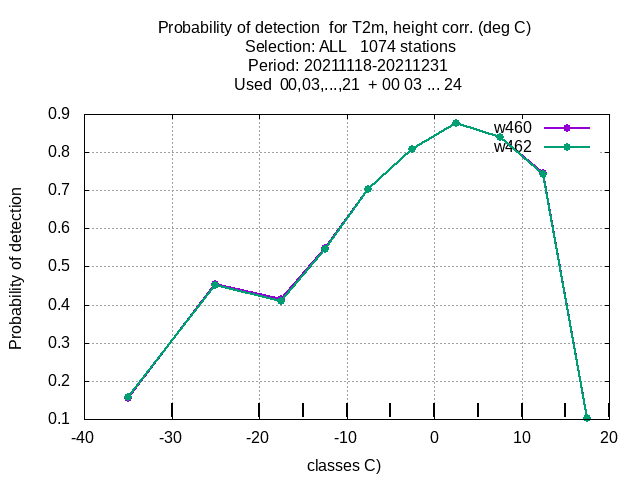 Probability of detection  for T2m, height corr. (deg C)
Selection: ALL   1074 stations
Period: 20211118-20211231
Used  00,03,...,21  + 00 03 ... 24
w460
w462
0.9
0.8
0.7
0.6
0.5
0.4
0.3
0.2
0.1
Probability of detection
-40 -30 -20 -10 0 10 20
classes C)